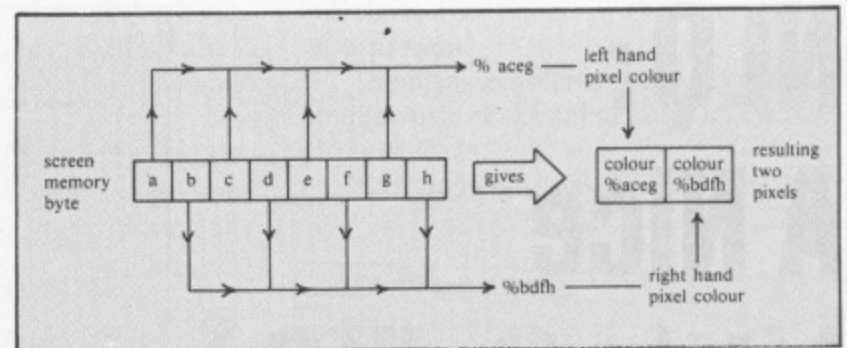 % aceg
left hand
pixel colour
screen
memory
byte
a b c d e f g h
gives
colour
%aceg
colour
%bdfh
resulting
two
pixels
%bdfh
right hand
pixel colour